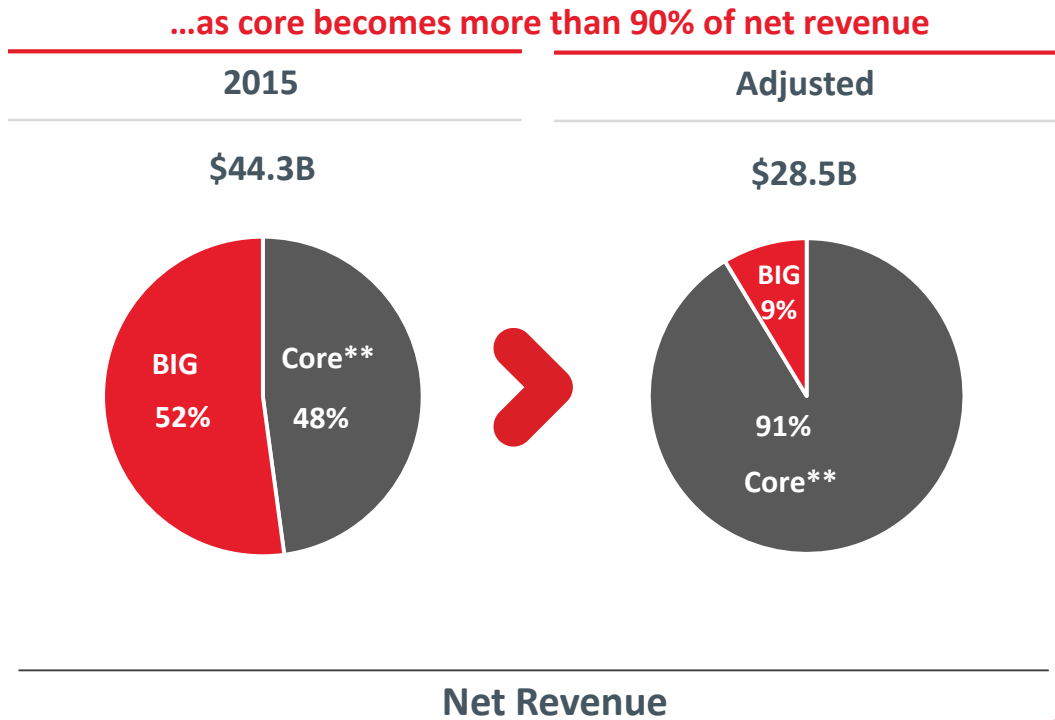 ...as core becomes more than 90% of net revenue
2015
Adjusted
$44.3B
$28.5B
BIG
52%
Core**
48%
BIG
9%
91%
Core**
Net Revenue